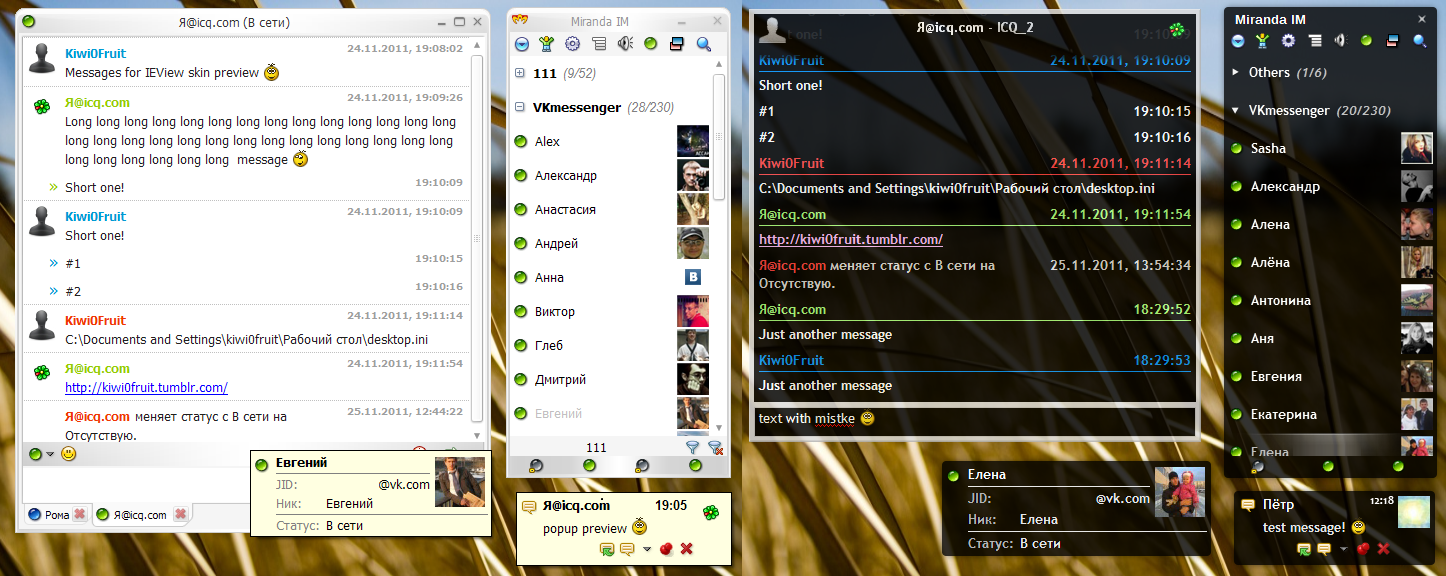 Я@icq.com (В сети)
Kiwi0Fruit
24.11.2011, 19:08:02
Messages for IEView skin preview
Я@icq.com
24.11.2011, 19:09:26
Long long long long long long long long long long long long
long long long long long long long long long long long long
long long long long long long message
Short one!
19:10:09
Kiwi0Fruit
24.11.2011, 19:10:09
Short one!
#1
19:10:15
#2
19:10:16
Kiwi0Fruit
24.11.2011, 19:11:14
C:\Documents and Settings\kiwi0fruit\Рабочий стол\desktop.ini
Я@icq.com
24.11.2011, 19:11:54
http://kiwi0fruit.tumblr.com/
Я@icq.com меняет статус с В сети на
25.11.2011, 12:44:22
Отсутствую.
Рома
Я@icq.com
Евгений
JID:
@vk.com
Ник:
Евгений
Статус:
В сети
Miranda IM
111 (9/52)
VKmessenger (28/230)
Alex
Александр
Анастасия
Андрей
Анна
В
Виктор
Глеб
Дмитрий
Евгений
111
Я@icq.com
19:05
popup preview
Я@icq.com - ICQ_2
Kiwi0Fruit
24.11.2011, 19:10:09
Short one!
#1
19:10:15
#2
19:10:16
Kiwi0Fruit
24.11.2011, 19:11:14
C:\Documents and Settings\kiwi0fruit\Рабочий стол\desktop.ini
Я@icq.com
24.11.2011, 19:11:54
http://kiwi0fruit.tumblr.com/
Я@icq.com меняет статус с В сети на
25.11.2011, 13:54:34
Отсутствую.
Я@icq.com
18:29:52
Just another message
Kiwi0Fruit
18:29:53
Just another message
text with mistke
Елена
JID:
@vk.com
Ник:
Елена
Статус:
В сети
Miranda IM
Others (1/6)
VKmessenger (20/230)
Sasha
Александр
Алена
Алёна
Антонина
Аня
Евгения
Екатерина
Елена
Пётр
12:18
test message!